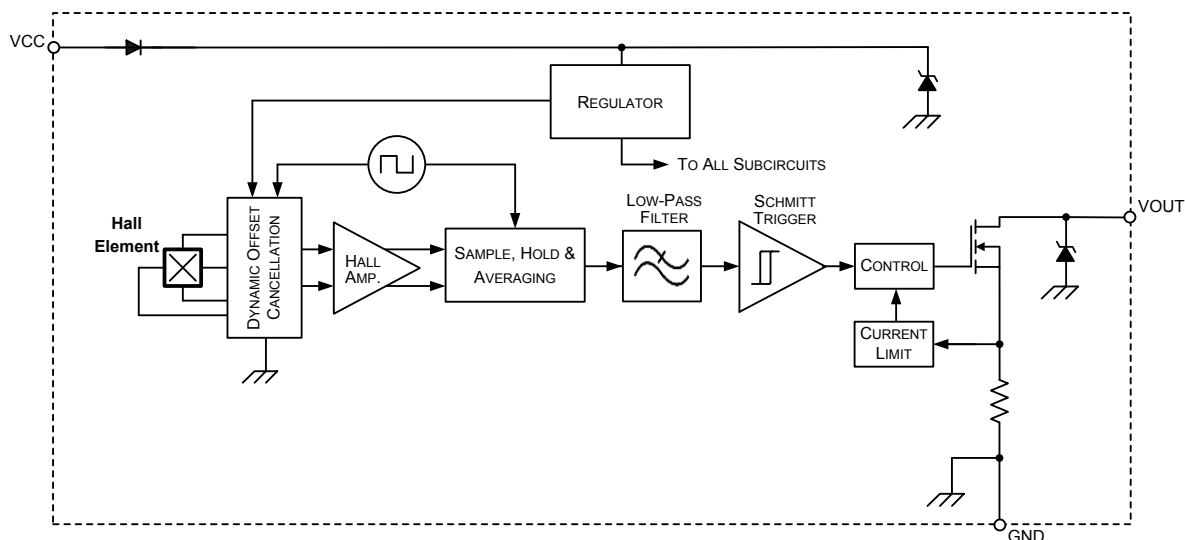 VCC
REGULATOR
TO ALL SUBCIRCUITS
Hall
Element
DYNAMIC OFFSET
CANCELLATION
HALL
AMP.
SAMPLE, HOLD &
AVERAGING
LOW-PASS
FILTER
SCHMITT
TRIGGER
CONTROL
CURRENT
LIMIT
VOUT
GND